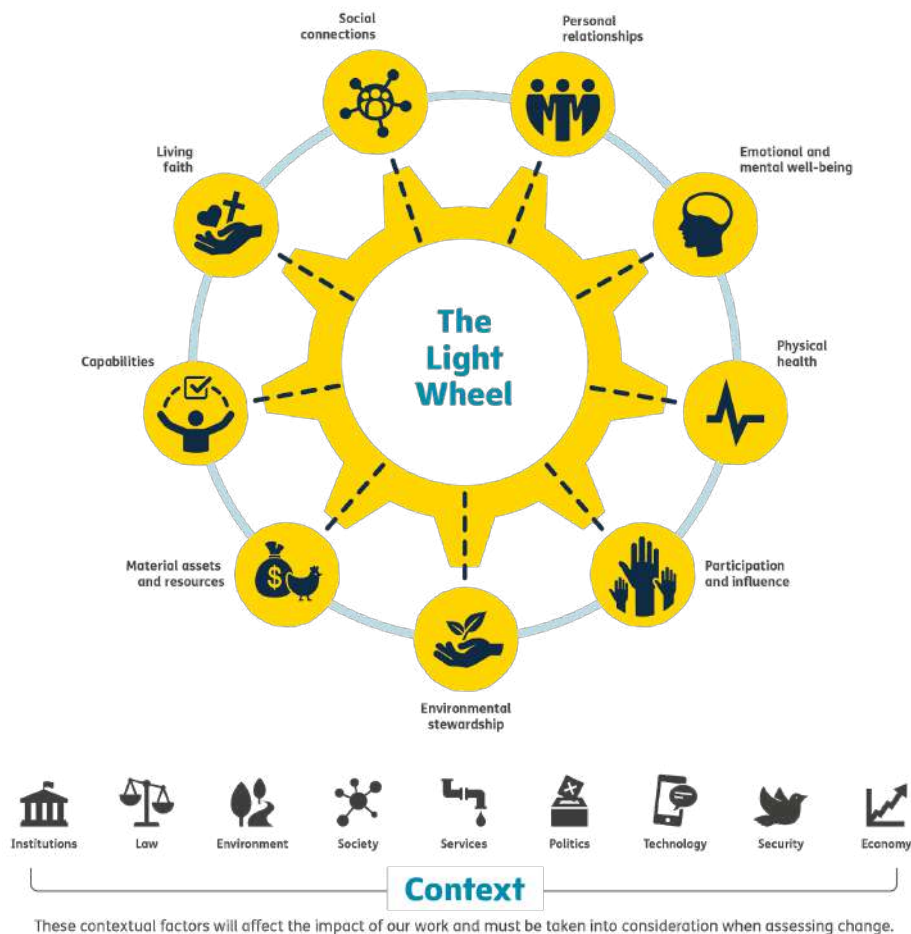 Social
connections
Personal
relationships
Living
faith
Emotional and
mental well-being
The
Light
Wheel
Capabilities
Physical
health
Material assets
and resources
$
Participation
and influence
Environmental
stewardship
Institutions
Law
Environment
Society
Services
Politics
Technology
Security
Economy
Context
These contextual factors will affect the impact of our work and must be taken into consideration when assessing change.